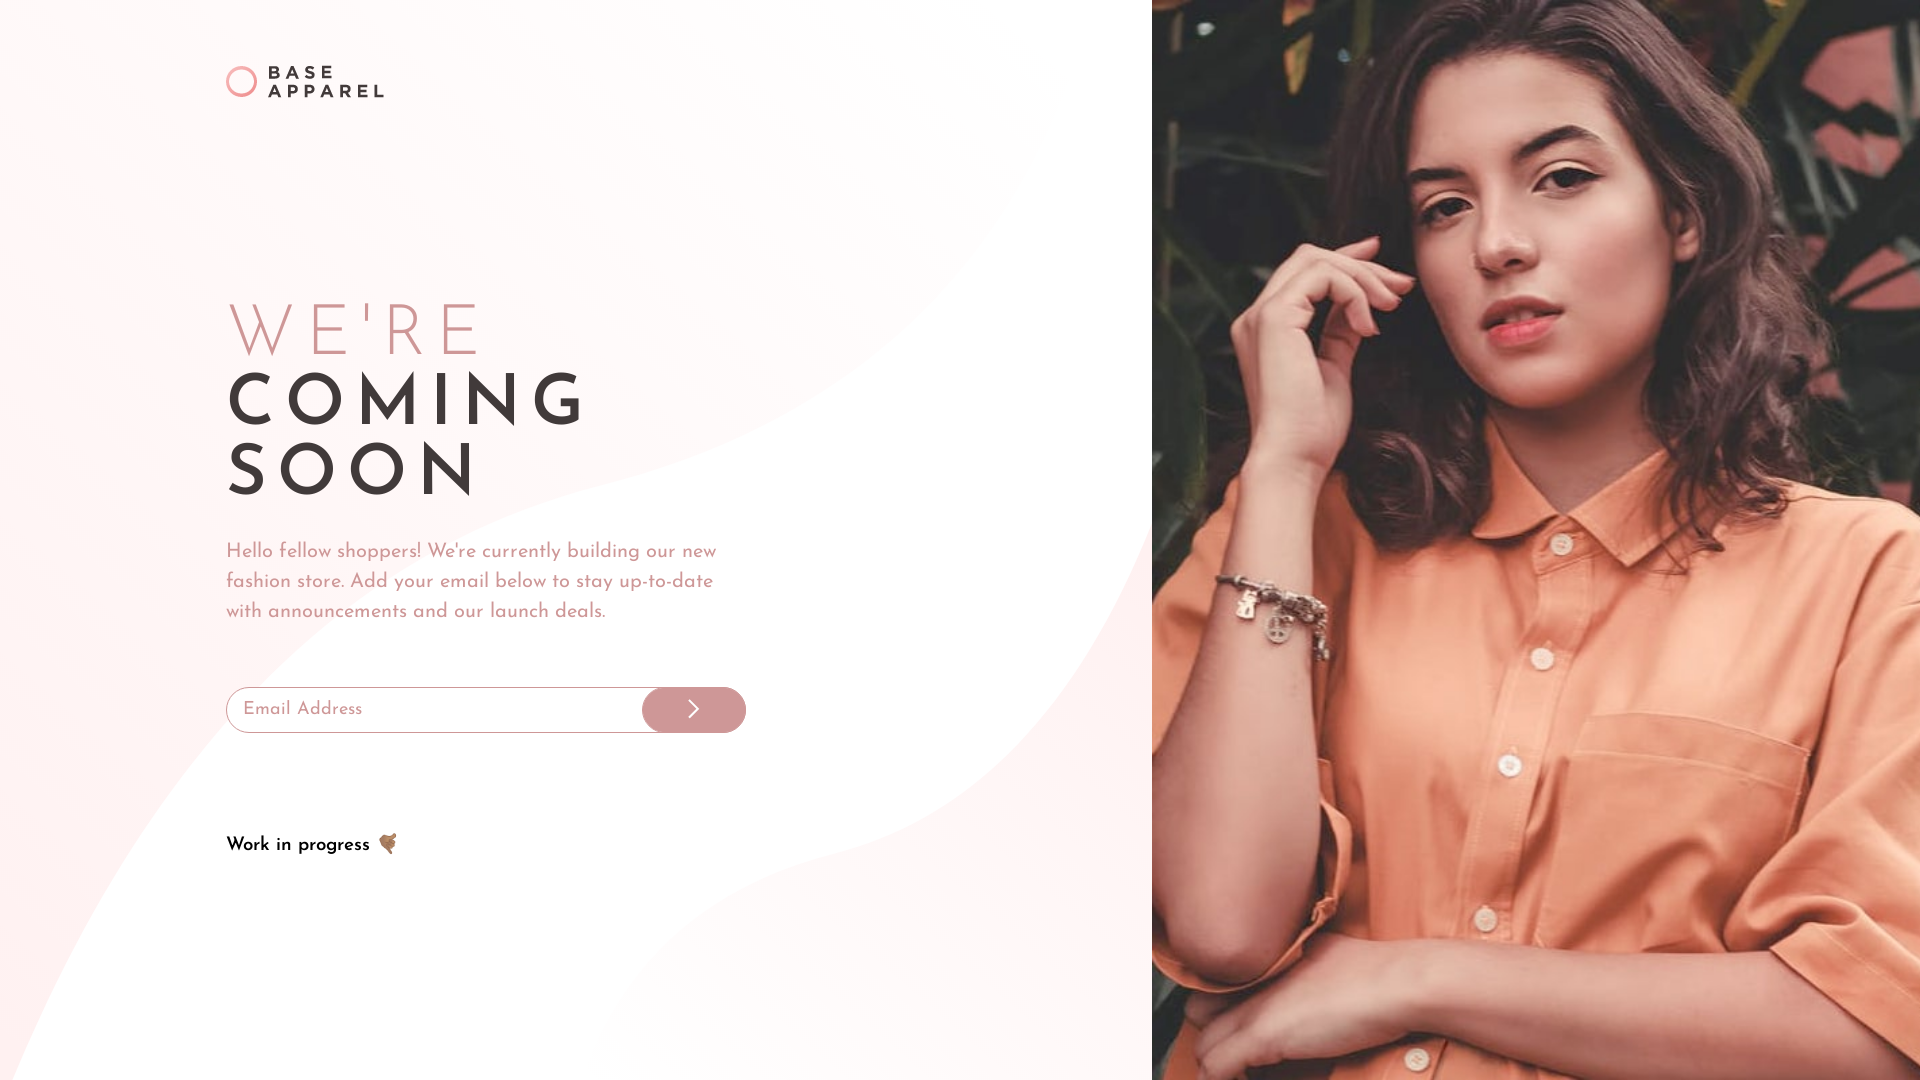 BASE
APPAREL
WE'RE
COMING
SOON
Hello fellow shoppers! We're currently building our new
fashion store. Add your email below to stay up-to-date
with announcements and our launch deals.
Email Address
Work in progress